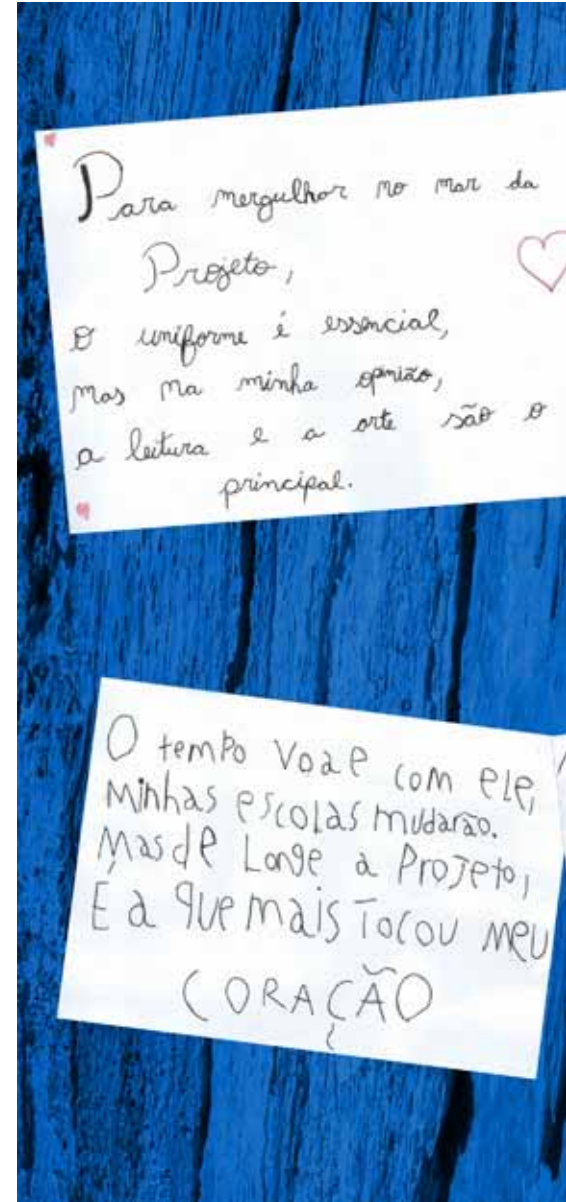 Para mergulhar no mar da
Projeto,
o uniforme é essencial,
mas na minha opinião,
a leitura e a arte são o
principal.
O tempo voa e com ele,
Minhas escolas mudarão.
Mas de Longe a Projeto,
E a que mais Tocou meu
CORAÇÃO